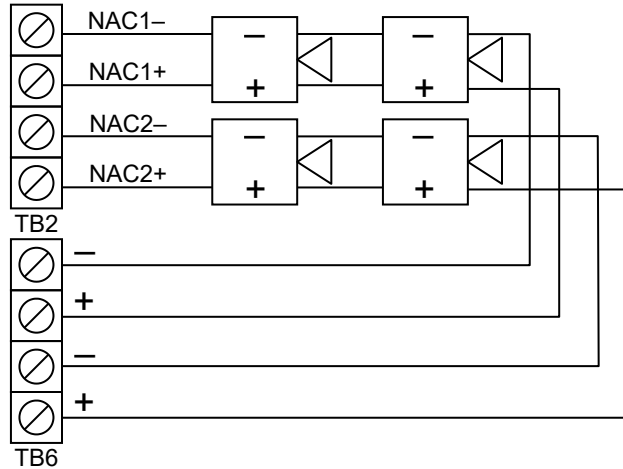 NAC1–
– –
NAC1+
+ +
NAC2–
– –
NAC2+
+ +
TB2
–
+
–
+
TB6